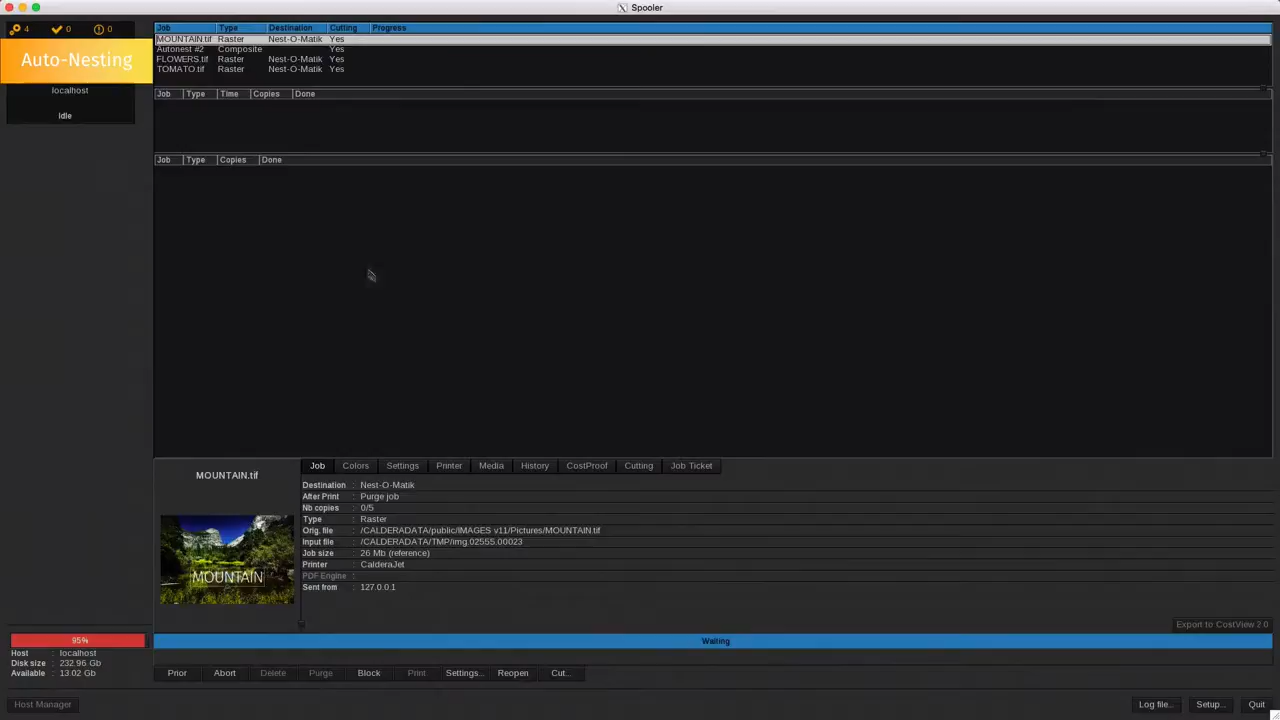 Spooler
4 0 0
Auto-Nesting
localhost
Idle
Job Type Destination Cutting Progress
MOUNTAIN.tif Raster Nest-O-Matik Yes
Autonest #2 Composite Yes
FLOWERS.tif Raster Nest-O-Matik Yes
TOMATO.tif Raster Nest-O-Matik Yes
Job Type Time Copies Done
Job Type Copies Done
MOUNTAIN.tif
MOUNTAIN
Job Colors Settings Printer Media History CostProof Cutting Job Ticket
Destination : Nest-O-Matik
After Print : Purge job
Nb copies : 0/5
Type : Raster
Orig. file : /CALDERADATA/public/IMAGES v11/Pictures/MOUNTAIN.tif
Input file : /CALDERADATA/TMP/img.02555.00023
Job size : 26 Mb (reference)
Printer : CalderaJet
PDF Engine :
Sent from : 127.0.0.1
Export to CostView 2.0
95%
Host : localhost
Disk size : 232.96 Gb
Available : 13.02 Gb
Waiting
Prior Abort Delete Purge Block Print Settings... Reopen Cut...
Host Manager
Log file... Setup... Quit